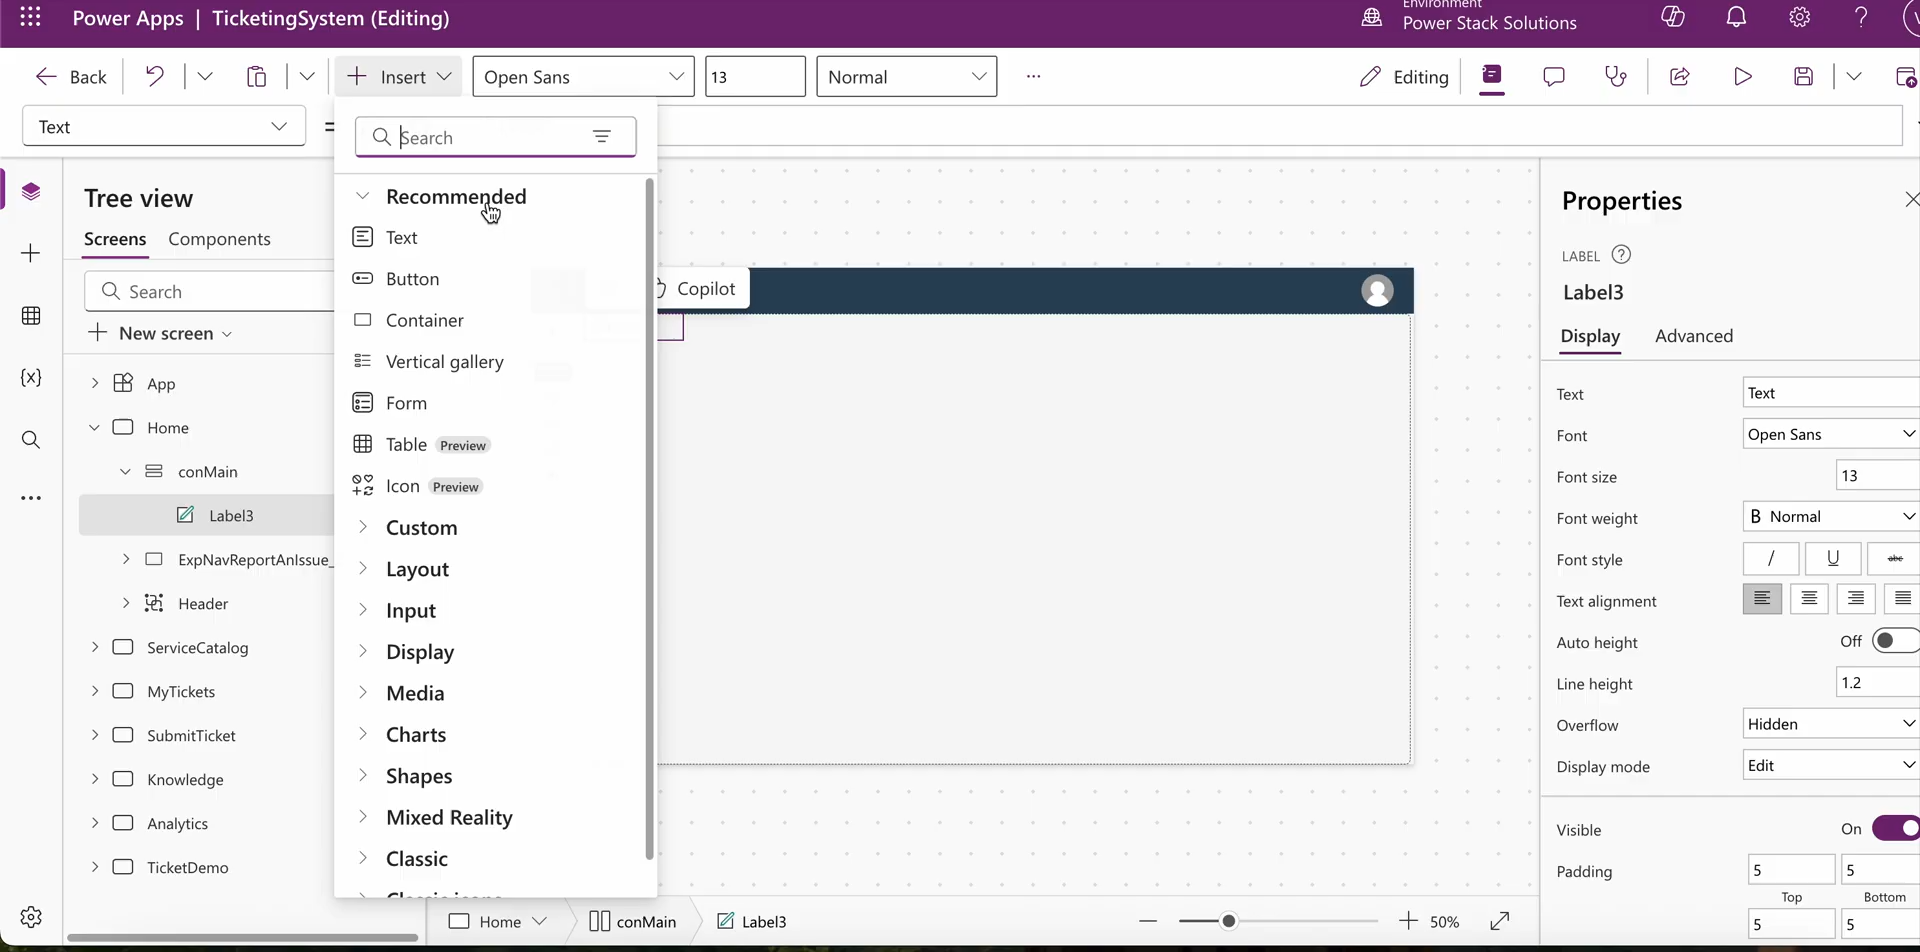 Power Apps | TicketingSystem (Editing)
Environment
Power Stack Solutions
?
Back
Insert
Open Sans
13
Normal
...
Editing
Text
=
Search
Tree view
Screens
Components
Search
New screen
App
Home
conMain
Label3
ExpNavReportAnIssue_
Header
ServiceCatalog
MyTickets
SubmitTicket
Knowledge
Analytics
TicketDemo
Recommended
Text
Button
Container
Vertical gallery
Form
Table Preview
Icon Preview
Custom
Layout
Input
Display
Media
Charts
Shapes
Mixed Reality
Classic
Copilot
Home
conMain
Label3
50%
Properties
LABEL ?
Label3
Display
Advanced
Text
Text
Font
Open Sans
Font size
13
Font weight
B Normal
Font style
/ U abc
Text alignment
Auto height
Off
Line height
1.2
Overflow
Hidden
Display mode
Edit
Visible
On
Padding
5 5
Top Bottom
5 5